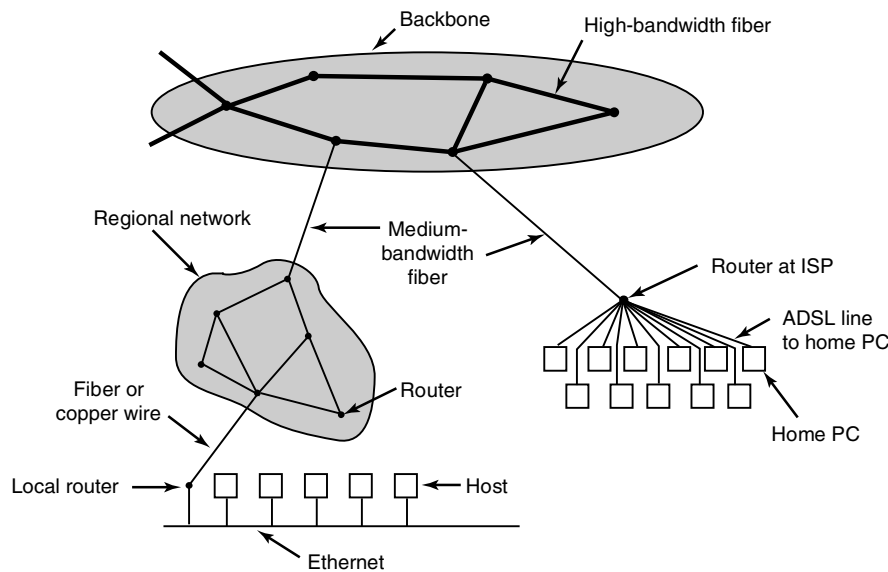 Backbone
High-bandwidth fiber
Regional network
Medium-
bandwidth
fiber
Router at ISP
ADSL line
to home PC
Fiber or
copper wire
Router
Home PC
Local router
Host
Ethernet